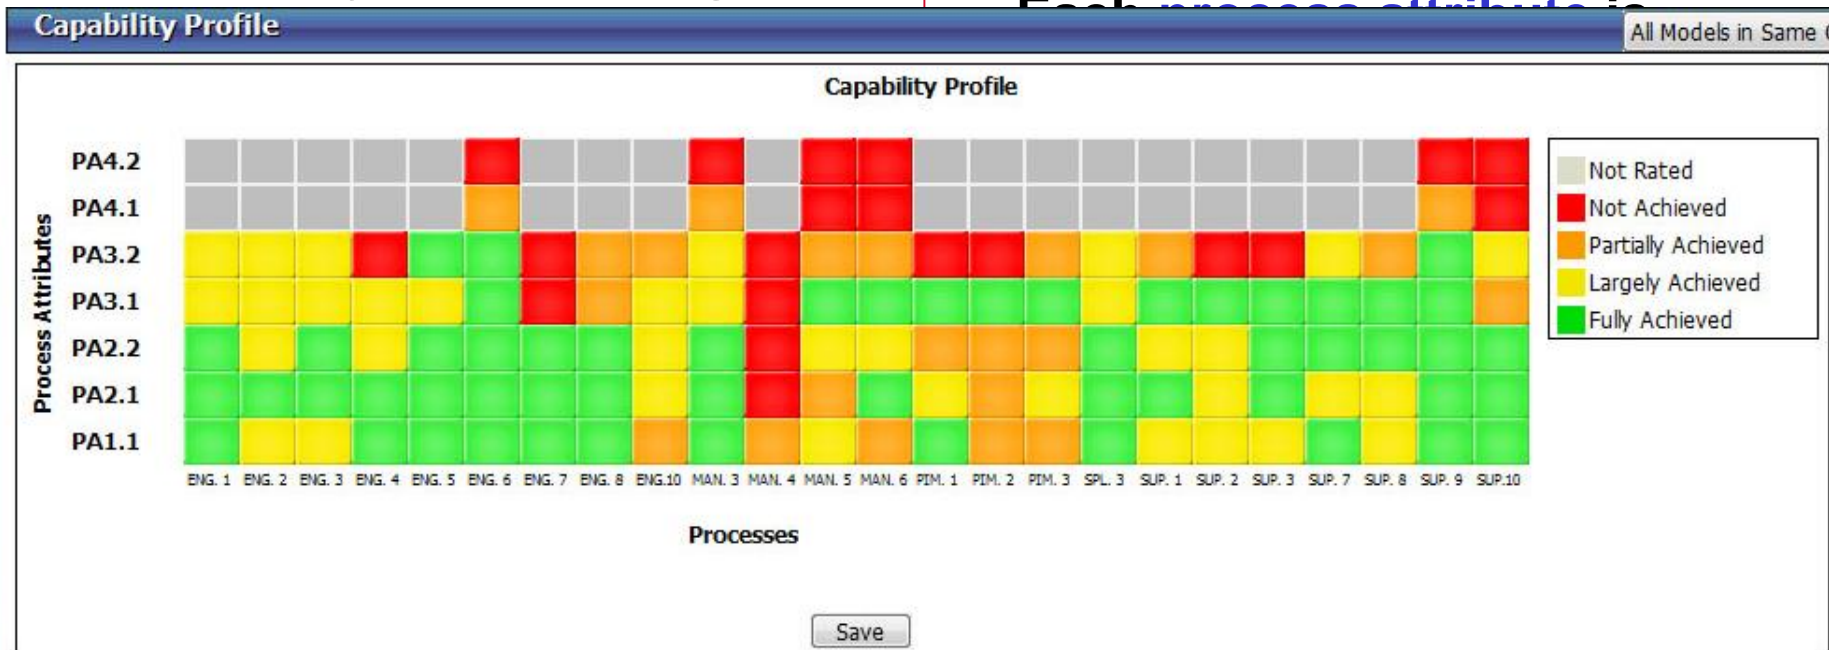 Each process attribute is
Capability Profile
All Models in Same
Capability Profile
PA4.2
PA4.1
PA3.2
PA3.1
PA2.2
PA2.1
PA1.1
Process Attributes
ENG. 1 ENG. 2 ENG. 3 ENG. 4 ENG. 5 ENG. 6 ENG. 7 ENG. 8 ENG.10 MAN. 3 MAN. 4 MAN. 5 MAN. 6 PIM. 1 PIM. 2 PIM. 3 SPL. 3 SUP. 1 SUP. 2 SUP. 3 SUP. 7 SUP. 8 SUP. 9 SUP.10
Processes
Not Rated
Not Achieved
Partially Achieved
Largely Achieved
Fully Achieved
Save